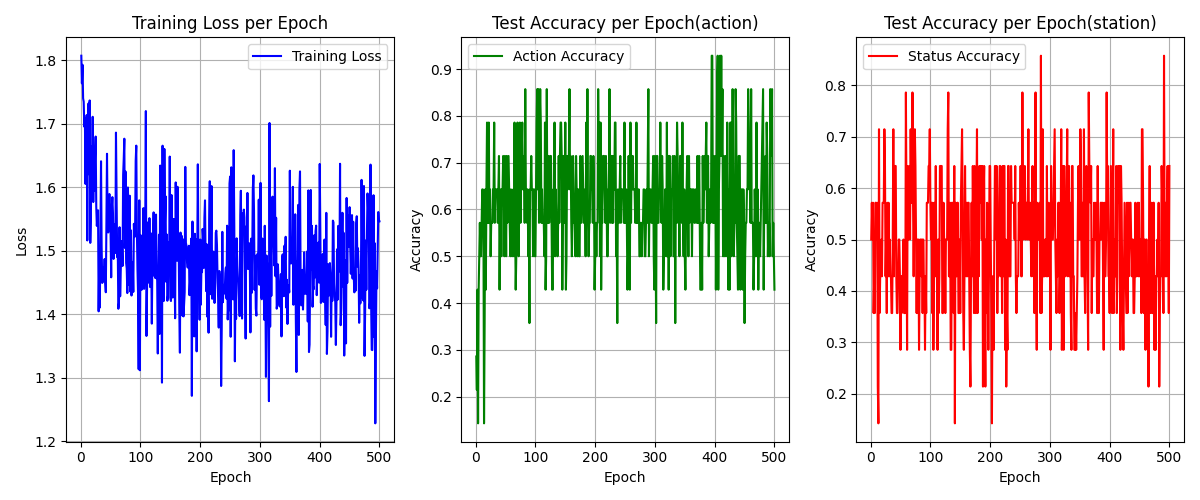 Training Loss per Epoch
Training Loss
1.8
1.7
1.6
1.5
1.4
1.3
1.2
Loss
0 100 200 300 400 500
Epoch
Test Accuracy per Epoch(action)
Action Accuracy
0.9
0.8
0.7
0.6
0.5
0.4
0.3
0.2
Accuracy
0 100 200 300 400 500
Epoch
Test Accuracy per Epoch(station)
Status Accuracy
0.8
0.7
0.6
0.5
0.4
0.3
0.2
Accuracy
0 100 200 300 400 500
Epoch